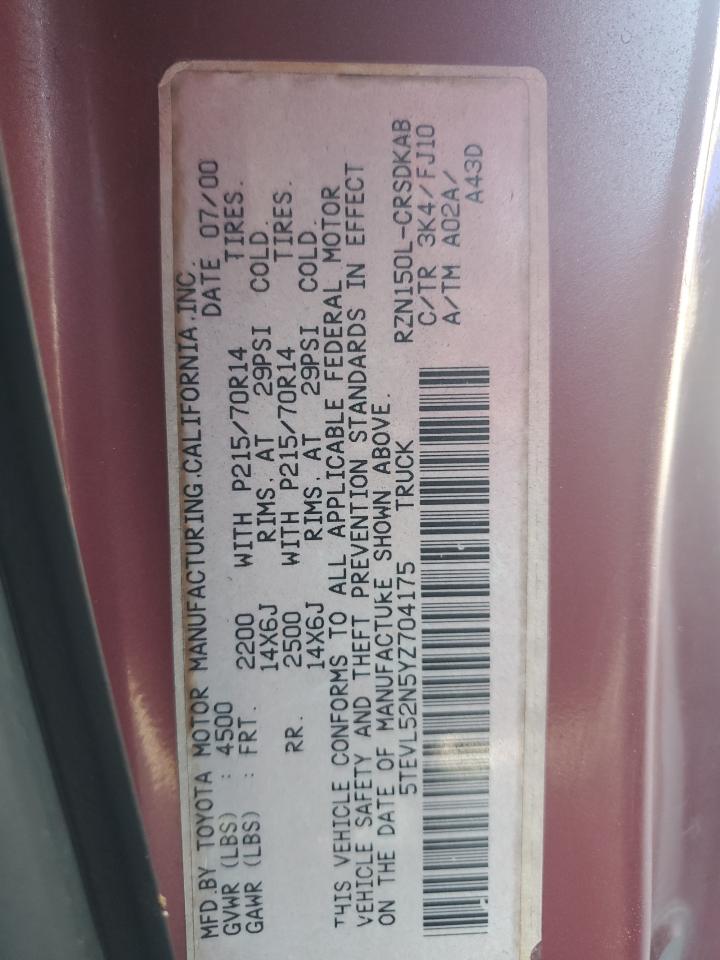 MFD.BY TOYOTA MOTOR MANUFACTURING.CALIFORNIA.INC.
GVWR (LBS) : 4500 DATE 07/00
GAWR (LBS) : FRT. 2200 WITH P215/70R14 TIRES.
14X6J RIMS, AT 29PSI COLD.
RR. 2500 WITH P215/70R14 TIRES.
14X6J RIMS, AT 29PSI COLD.
THIS VEHICLE CONFORMS TO ALL APPLICABLE FEDERAL MOTOR
VEHICLE SAFETY AND THEFT PREVENTION STANDARDS IN EFFECT
ON THE DATE OF MANUFACTURE SHOWN ABOVE.
5TEVL52N5YZ704175 TRUCK RZN150L-CRSDKAB
C/TR 3K4/FJ10
A/TM A02A/
A43D